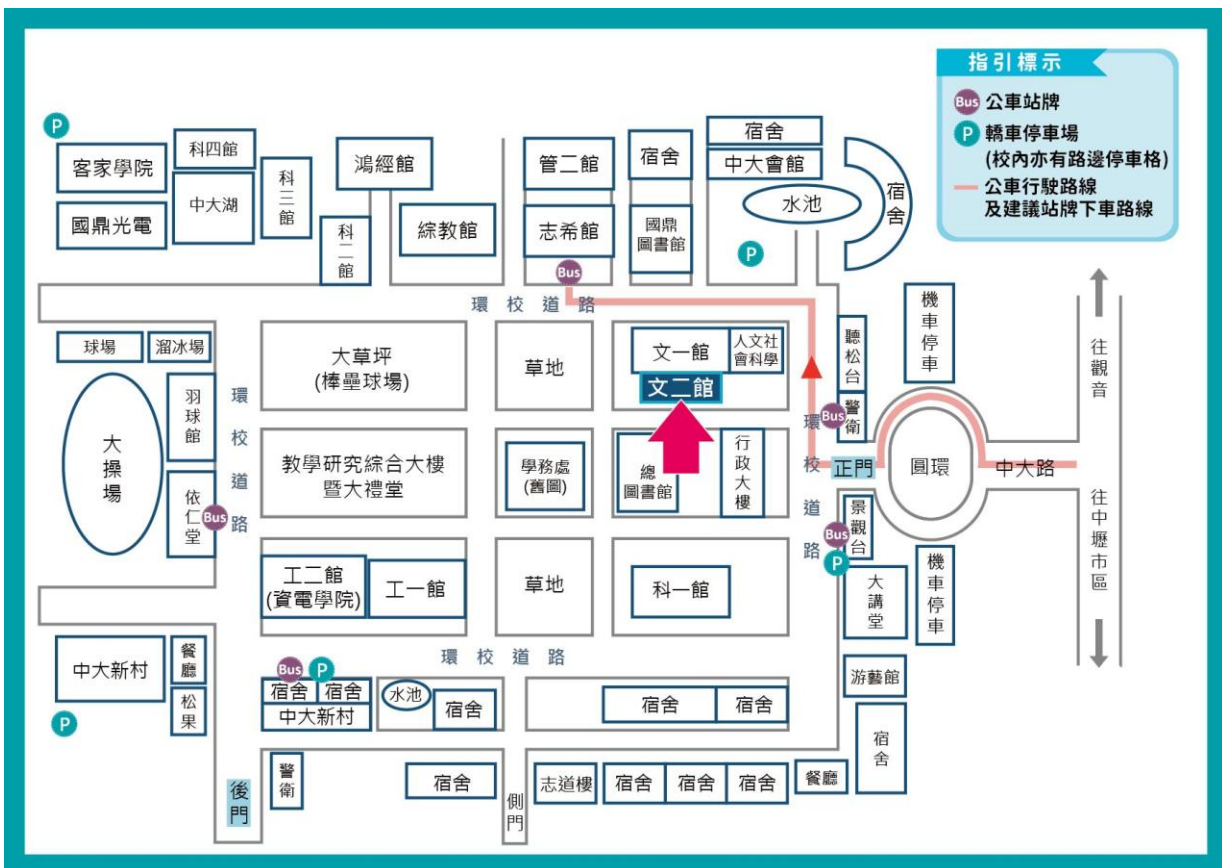 指引標示
Bus 公車站牌
P 轎車停車場
(校內亦有路邊停車格)
公車行駛路線
及建議站牌下車路線
P
客家學院
科四館
中大湖
科三館
國鼎光電
科二館
鴻經館
綜教館
管二館
志希館
Bus
宿舍
國鼎
圖書館
宿舍
中大會館
水池
宿舍
P
環校道路
球場
溜冰場
大操場
羽球館
依仁堂
Bus
環校道路
大草坪
(棒壘球場)
草地
文一館
人文社
會科學
文二館
聽松台
警衛
Bus
機車停車
往觀音
環校道路
正門
圓環
中大路
往中壢市區
教學研究綜合大樓
暨大禮堂
學務處
(舊圖)
總圖書館
行政大樓
景觀台
Bus
P
大講堂
機車停車
工二館
(資電學院)
工一館
草地
科一館
環校道路
中大新村
餐廳
松果
P
Bus
P
宿舍
宿舍
中大新村
水池
宿舍
宿舍
宿舍
游藝館
宿舍
後門
警衛
宿舍
側門
志道樓
宿舍
宿舍
宿舍
餐廳